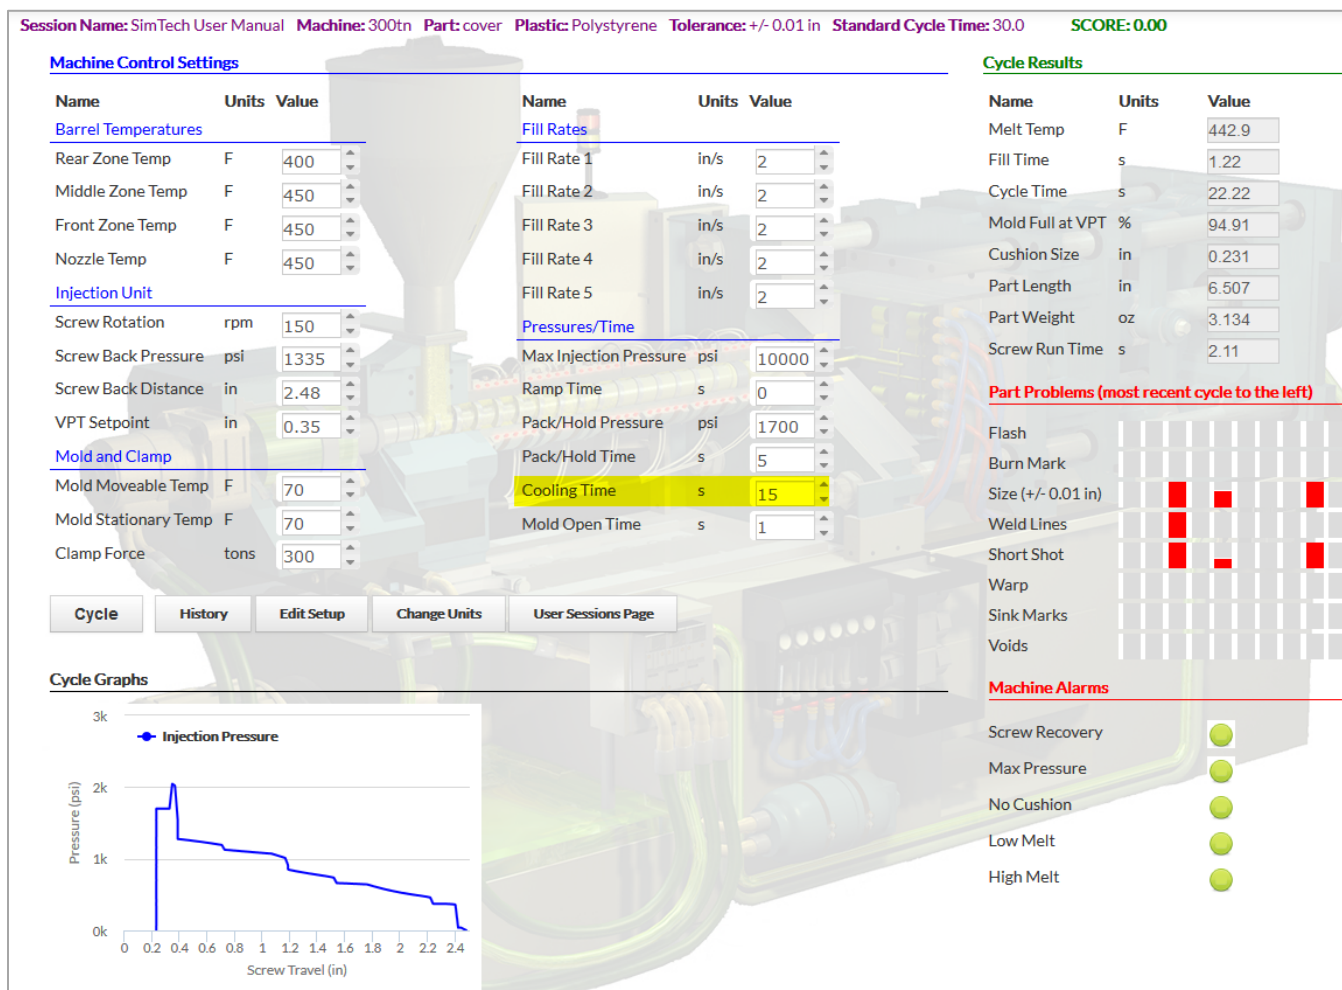 Session Name: SimTech User Manual Machine: 300tn Part: cover Plastic: Polystyrene Tolerance: +/- 0.01 in Standard Cycle Time: 30.0 SCORE: 0.00
Machine Control Settings
Name Units Value
Barrel Temperatures
Rear Zone Temp F 400
Middle Zone Temp F 450
Front Zone Temp F 450
Nozzle Temp F 450
Injection Unit
Screw Rotation rpm 150
Screw Back Pressure psi 1335
Screw Back Distance in 2.48
VPT Setpoint in 0.35
Mold and Clamp
Mold Moveable Temp F 70
Mold Stationary Temp F 70
Clamp Force tons 300
Name Units Value
Fill Rates
Fill Rate 1 in/s 2
Fill Rate 2 in/s 2
Fill Rate 3 in/s 2
Fill Rate 4 in/s 2
Fill Rate 5 in/s 2
Pressures/Time
Max Injection Pressure psi 10000
Ramp Time s 0
Pack/Hold Pressure psi 1700
Pack/Hold Time s 5
Cooling Time s 15
Mold Open Time s 1
Cycle History Edit Setup Change Units User Sessions Page
Cycle Graphs
Injection Pressure
3k
2k
1k
0k
Pressure (psi)
0 0.2 0.4 0.6 0.8 1 1.2 1.4 1.6 1.8 2 2.2 2.4
Screw Travel (in)
Cycle Results
Name Units Value
Melt Temp F 442.9
Fill Time s 1.22
Cycle Time s 22.22
Mold Full at VPT % 94.91
Cushion Size in 0.231
Part Length in 6.507
Part Weight oz 3.134
Screw Run Time s 2.11
Part Problems (most recent cycle to the left)
Flash
Burn Mark
Size (+/- 0.01 in)
Weld Lines
Short Shot
Warp
Sink Marks
Voids
Machine Alarms
Screw Recovery
Max Pressure
No Cushion
Low Melt
High Melt